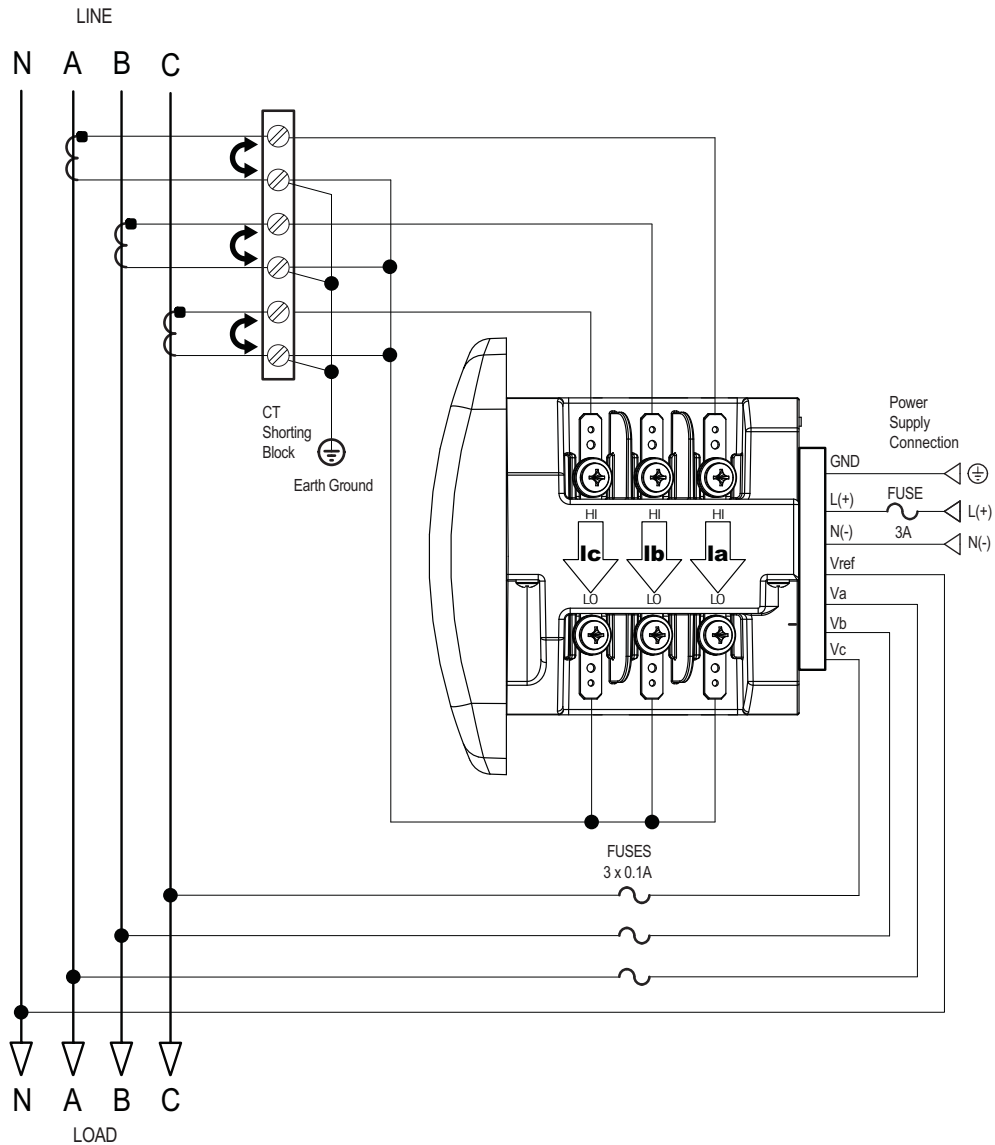 LINE
N A B C
CT
Shorting
Block
Earth Ground
Power
Supply
Connection
GND
L(+)
FUSE
3A
L(+)
N(-)
N(-)
Vref
Va
Vb
Vc
HI HI HI
Ic Ib Ia
LO LO LO
FUSES
3 x 0.1A
N A B C
LOAD